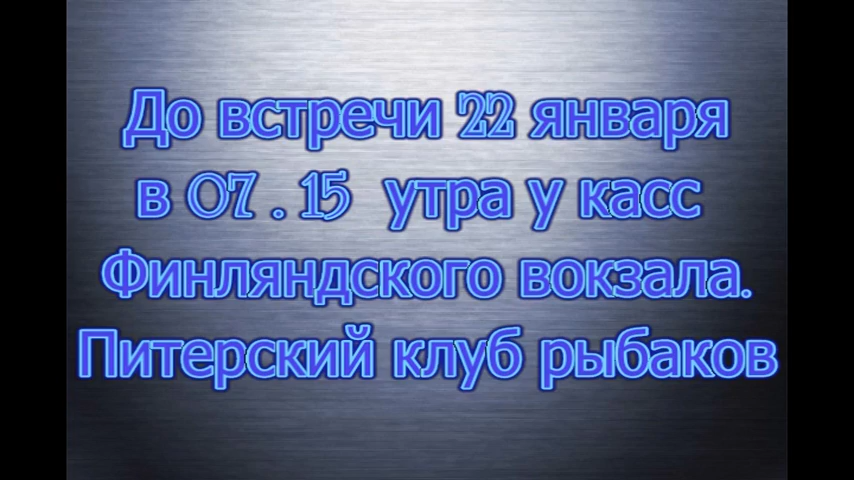 До встречи 22 января
в 07 . 15 утра у касс
Финляндского вокзала.
Питерский клуб рыбаков